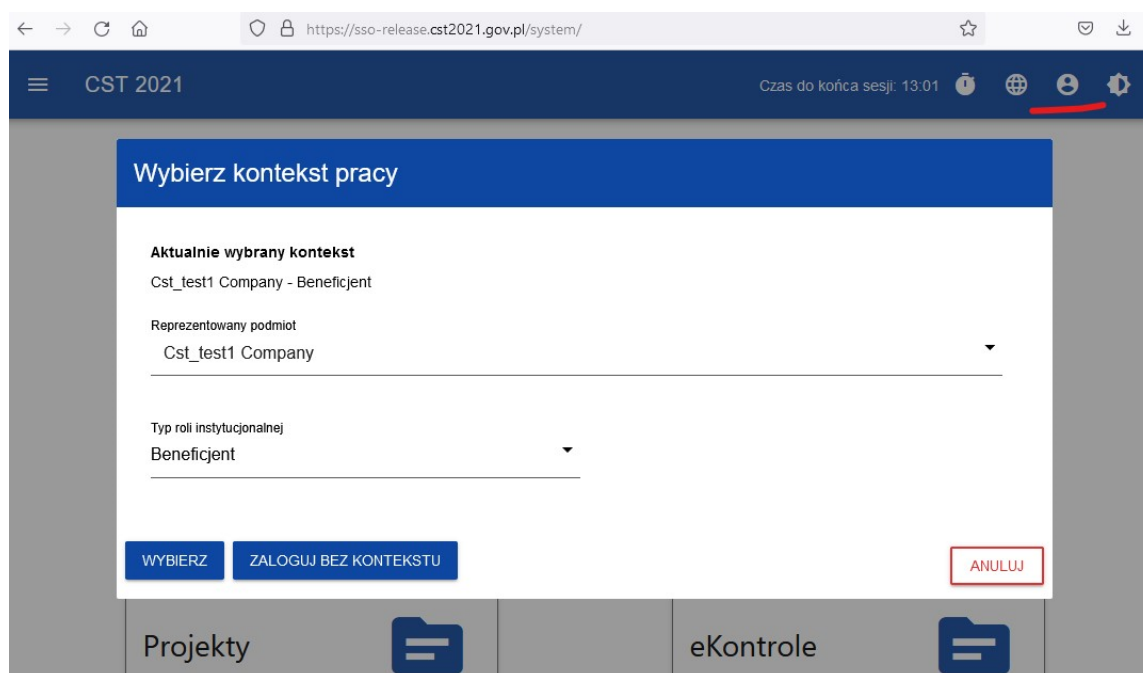 https://sso-release.cst2021.gov.pl/system/
CST 2021
Czas do końca sesji: 13:01
Wybierz kontekst pracy
Aktualnie wybrany kontekst
Cst_test1 Company - Beneficjent
Reprezentowany podmiot
Cst_test1 Company
Typ roli instytucjonalnej
Beneficjent
WYBIERZ
ZALOGUJ BEZ KONTEKSTU
ANULUJ
Projekty
eKontrole